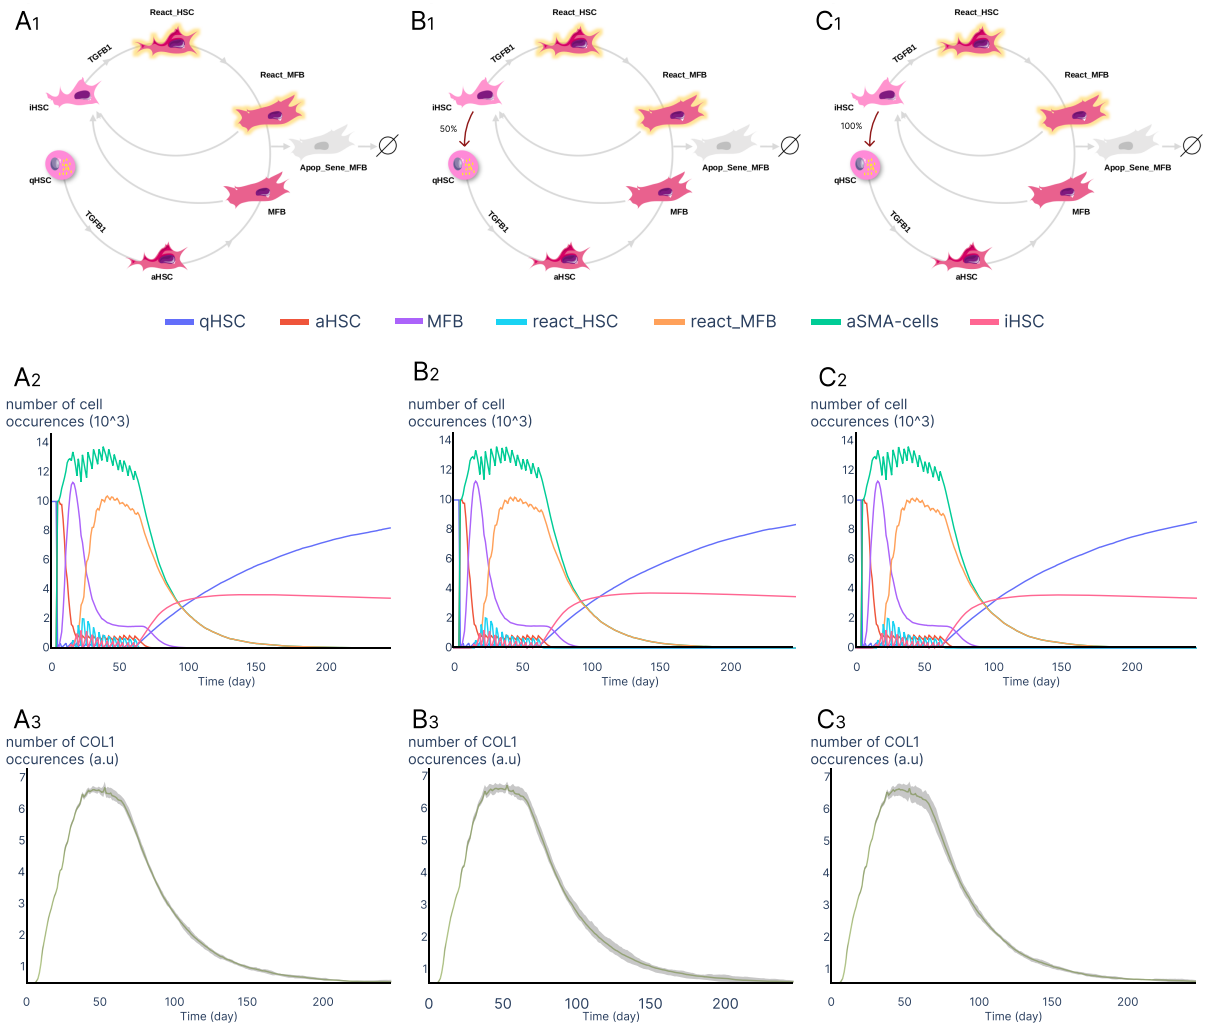 A1
React_HSC
TGFB1
React_MFB
iHSC
Apop_Sene_MFB
qHSC
MFB
TGFB1
aHSC
B1
React_HSC
TGFB1
React_MFB
iHSC
50%
Apop_Sene_MFB
qHSC
MFB
TGFB1
aHSC
C1
React_HSC
TGFB1
React_MFB
iHSC
100%
Apop_Sene_MFB
qHSC
MFB
TGFB1
aHSC
qHSC aHSC MFB react_HSC react_MFB aSMA-cells iHSC
A2
number of cell
occurences (10^3)
14
12
10
8
6
4
2
0
0 50 100 150 200
Time (day)
B2
number of cell
occurences (10^3)
14
12
10
8
6
4
2
0
0 50 100 150 200
Time (day)
C2
number of cell
occurences (10^3)
14
12
10
8
6
4
2
0
0 50 100 150 200
Time (day)
A3
number of COL1
occurences (a.u)
7
6
5
4
3
2
1
0 50 100 150 200
Time (day)
B3
number of COL1
occurences (a.u)
7
6
5
4
3
2
1
0 50 100 150 200
Time (day)
C3
number of COL1
occurences (a.u)
7
6
5
4
3
2
1
0 50 100 150 200
Time (day)